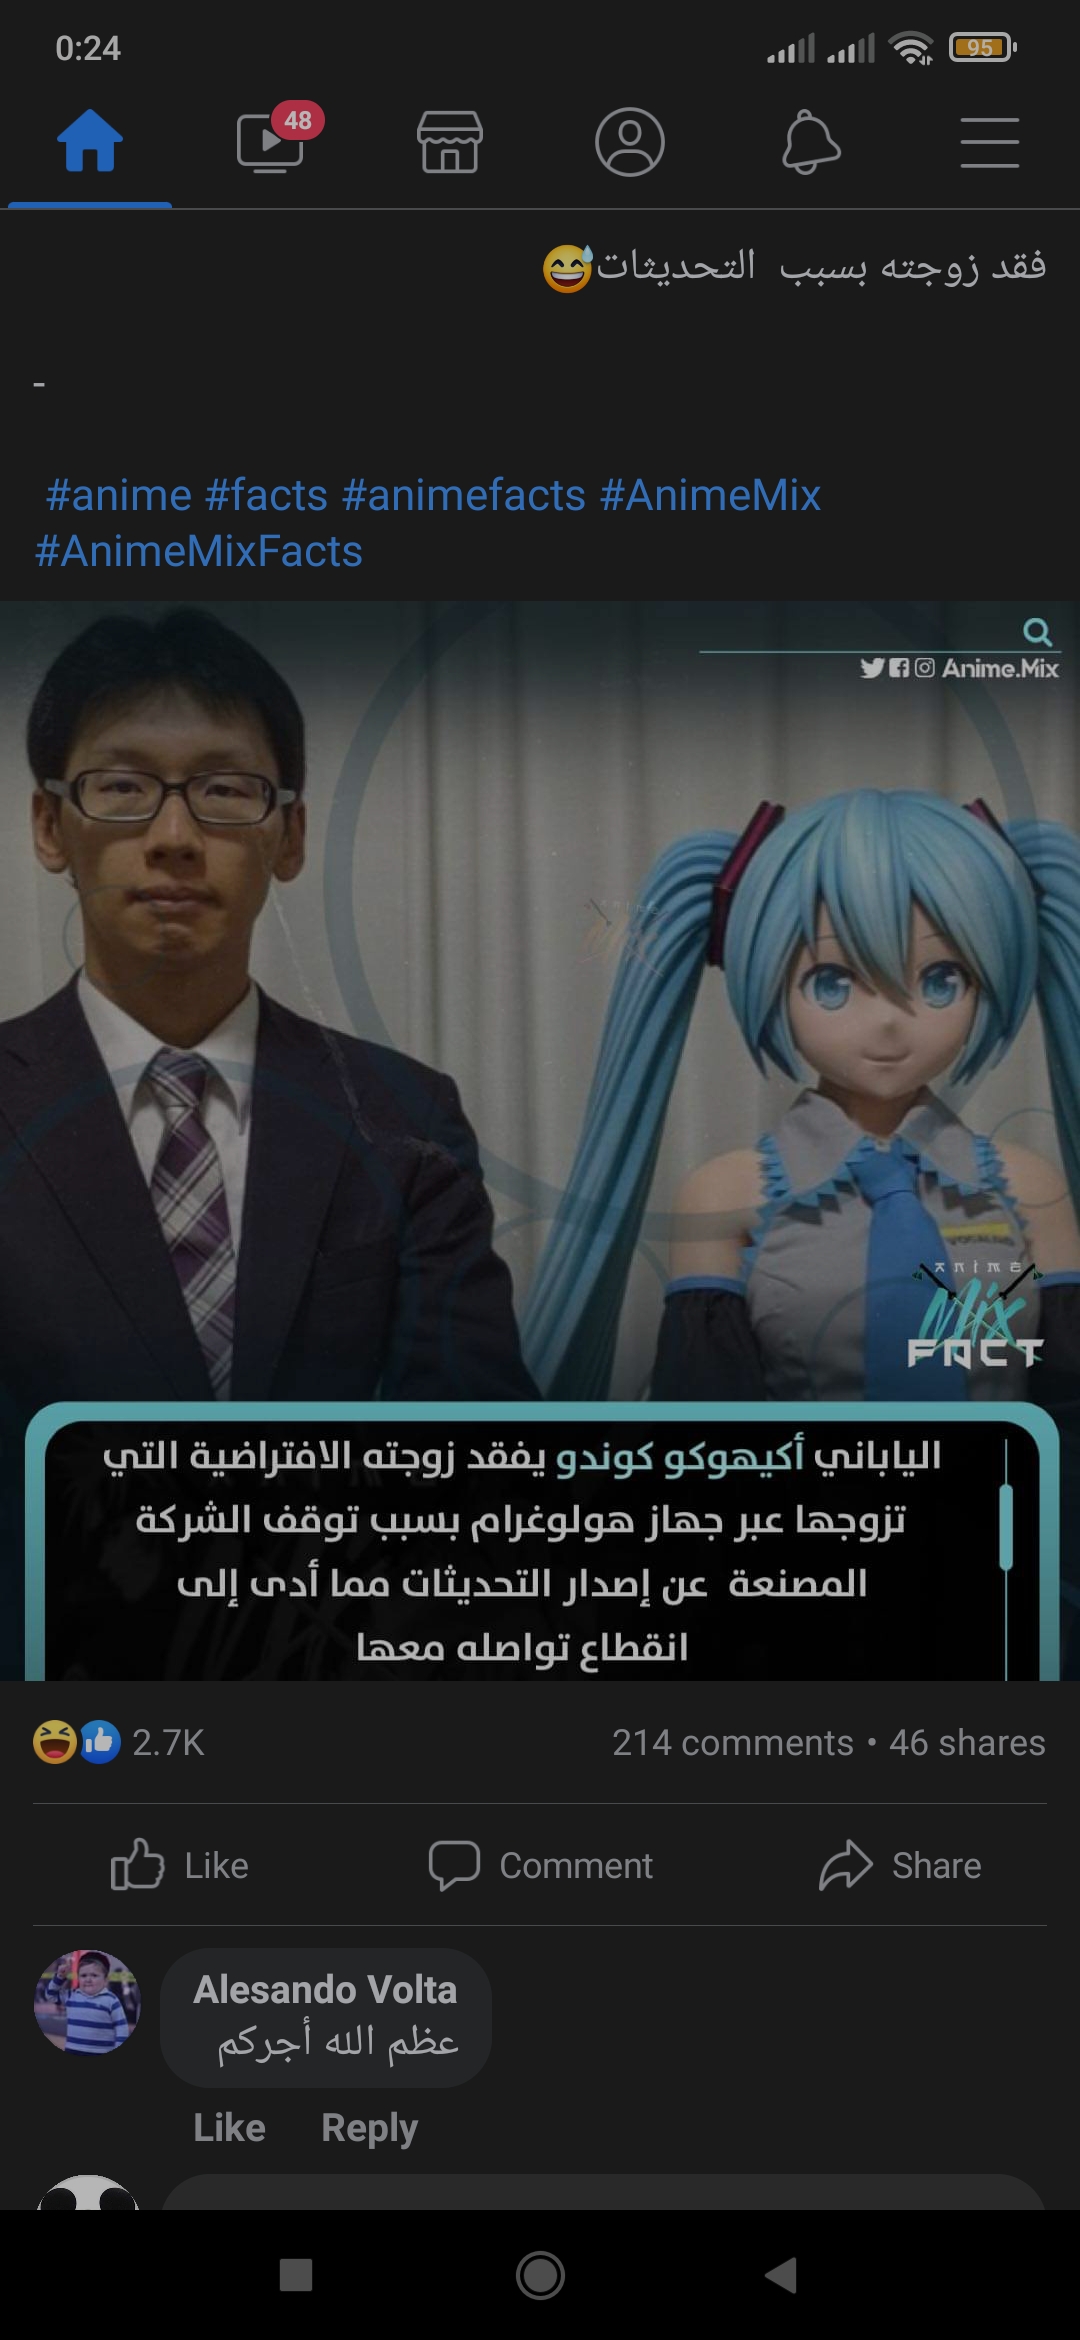 0:24
95
48
فقد زوجته بسبب التحديثات😅
-
#anime #facts #animefacts #AnimeMix
#AnimeMixFacts
Anime.Mix
VOCALOID
anime
Mix
FACT
الياباني أكيهوكو كوندو يفقد زوجته الافتراضية التي
تزوجها عبر جهاز هولوغرام بسبب توقف الشركة
المصنعة عن إصدار التحديثات مما أدى إلى
انقطاع تواصله معها
2.7K
214 comments • 46 shares
Like
Comment
Share
Alesando Volta
عظم الله أجركم
Like
Reply